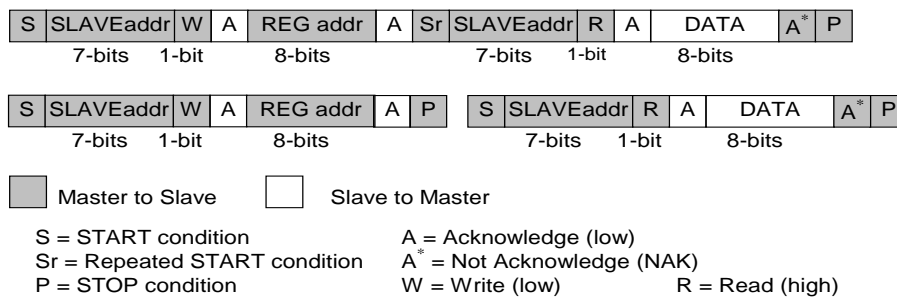 S SLAVEaddr W A REG addr A Sr SLAVEaddr R A DATA A* P
7-bits 1-bit 8-bits 7-bits 1-bit 8-bits
S SLAVEaddr W A REG addr A P S SLAVEaddr R A DATA A* P
7-bits 1-bit 8-bits 7-bits 1-bit 8-bits
Master to Slave Slave to Master
S = START condition A = Acknowledge (low)
Sr = Repeated START condition A* = Not Acknowledge (NAK)
P = STOP condition W = Write (low) R = Read (high)